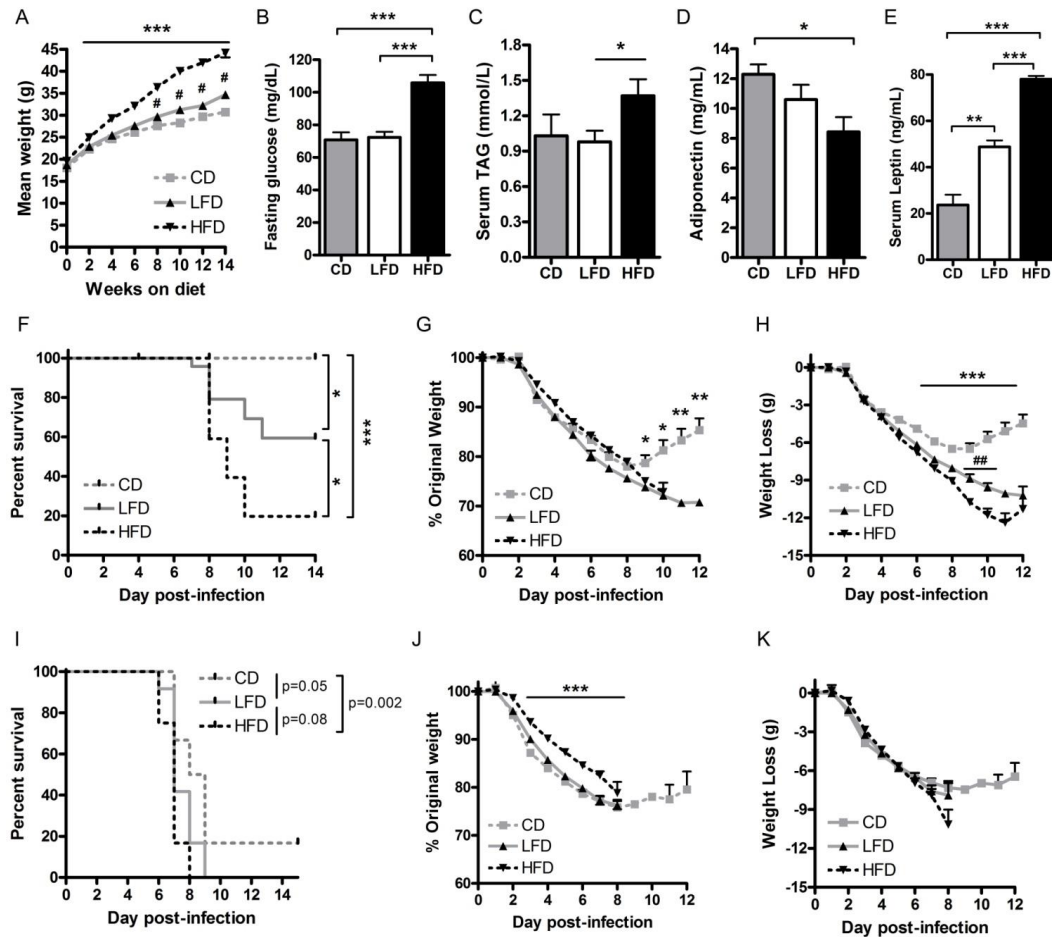 A
***
Mean weight (g)
45
40
35
30
25
20
15
10
5
0
# # # # #
CD
LFD
HFD
0 2 4 6 8 10 12 14
Weeks on diet
B
***
***
Fasting glucose (mg/dL)
120
100
80
60
40
20
0
CD LFD HFD
C
*
Serum TAG (mmol/L)
1.8
1.5
1.2
0.9
0.6
0.3
0.0
CD LFD HFD
D
*
Adiponectin (mg/mL)
14
12
10
8
6
4
2
0
CD LFD HFD
E
***
***
**
Serum Leptin (ng/mL)
80
60
40
20
0
CD LFD HFD
F
Percent survival
100
80
60
40
20
0
*
*
***
CD
LFD
HFD
0 2 4 6 8 10 12 14
Day post-infection
G
% Original Weight
100
90
80
70
60
* * ** **
CD
LFD
HFD
0 2 4 6 8 10 12
Day post-infection
H
Weight Loss (g)
0
-3
-6
-9
-12
-15
***
##
CD
LFD
HFD
0 2 4 6 8 10 12
Day post-infection
I
Percent survival
100
80
60
40
20
0
CD
LFD
HFD
p=0.05
p=0.08
p=0.002
0 2 4 6 8 10 12 14
Day post-infection
J
% Original weight
100
90
80
70
60
***
CD
LFD
HFD
0 2 4 6 8 10 12
Day post-infection
K
Weight Loss (g)
0
-3
-6
-9
-12
-15
CD
LFD
HFD
0 2 4 6 8 10 12
Day post-infection